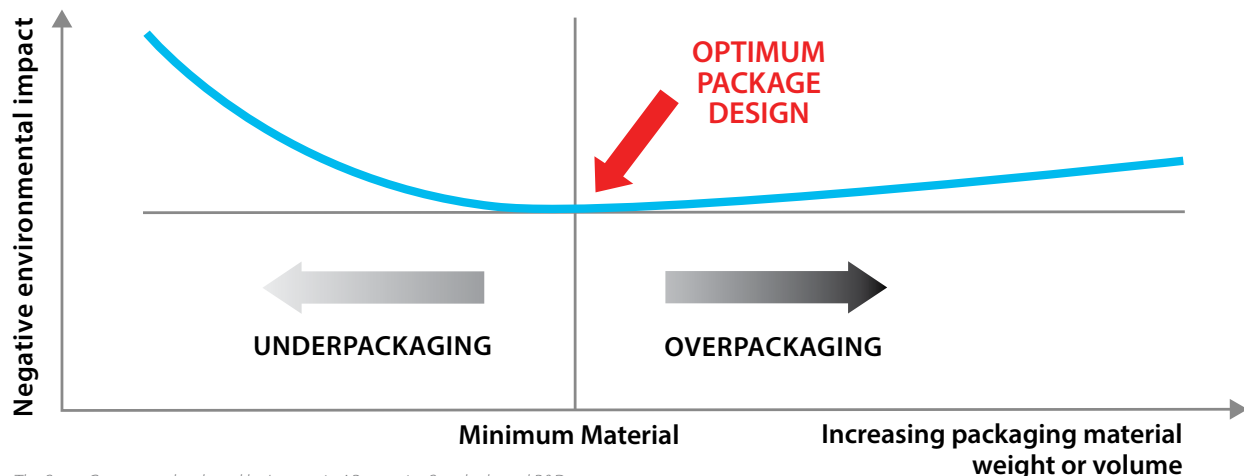 Negative environmental impact
OPTIMUM
PACKAGE
DESIGN
UNDERPACKAGING
OVERPACKAGING
Minimum Material
Increasing packaging material
weight or volume